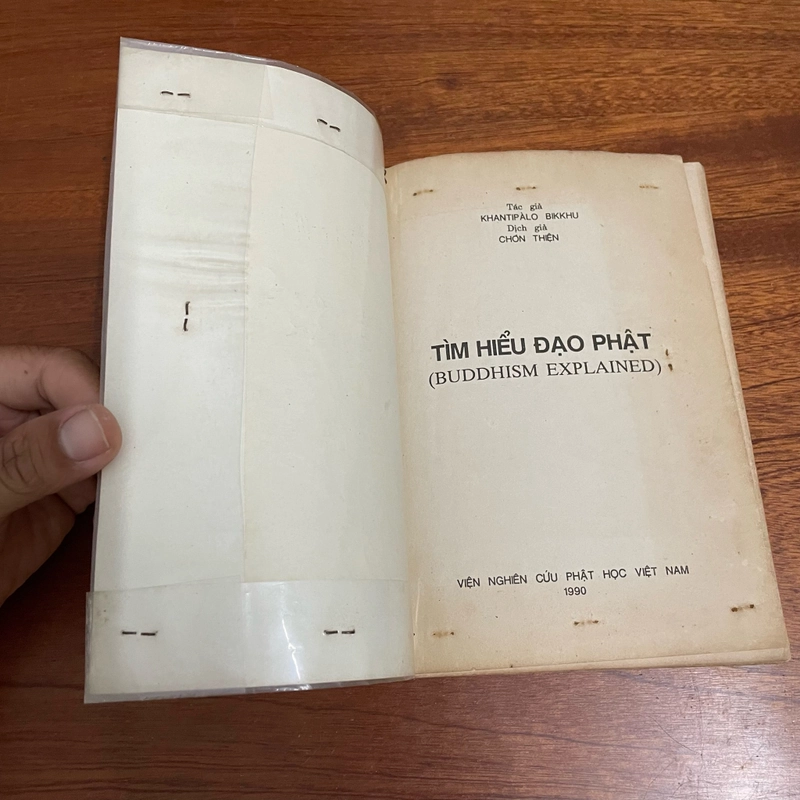 Tác giả
KHANTIPÀLO BIKKHU
Dịch giả
CHƠN THIỆN
TÌM HIỂU ĐẠO PHẬT
(BUDDHISM EXPLAINED)
VIỆN NGHIÊN CỨU PHẬT HỌC VIỆT NAM
1990